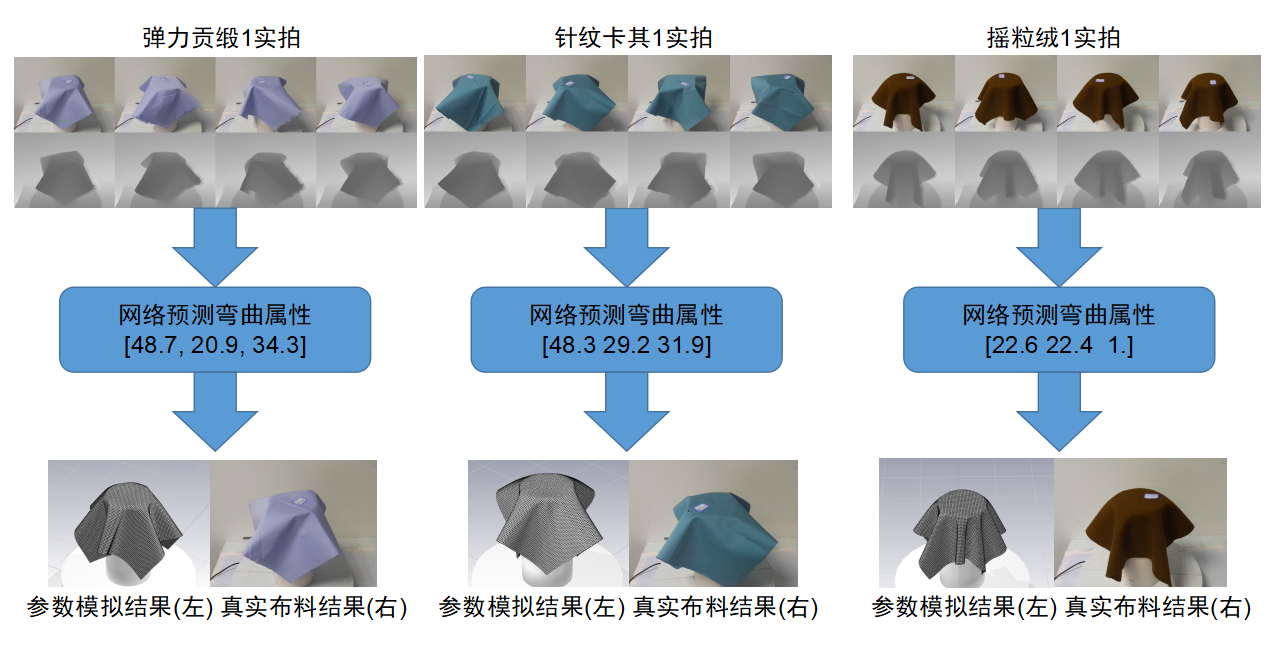 弹力贡缎1实拍
针纹卡其1实拍
摇粒绒1实拍
网络预测弯曲属性
[48.7, 20.9, 34.3]
网络预测弯曲属性
[48.3 29.2 31.9]
网络预测弯曲属性
[22.6 22.4  1.]
参数模拟结果(左) 真实布料结果(右)
参数模拟结果(左) 真实布料结果(右)
参数模拟结果(左) 真实布料结果(右)